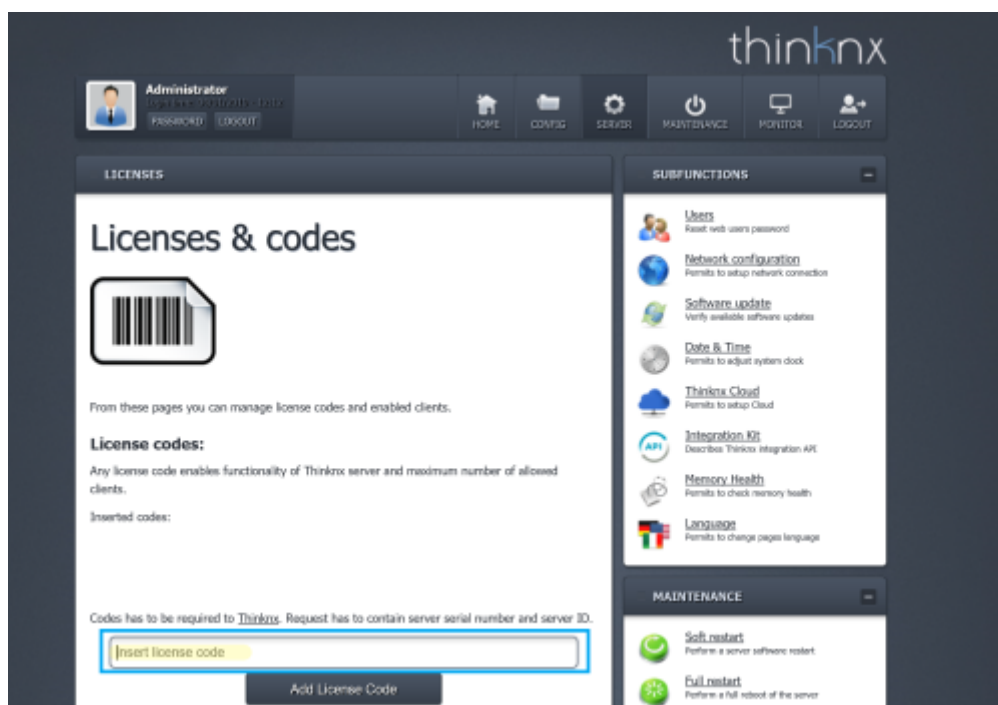 thinknx
Administrator
PASSWORD LOGOUT
HOME CONFIG SERVER MAINTENANCE MONITOR LOGOUT
LICENSES
Licenses & codes
From these pages you can manage license codes and enabled clients.
License codes:
Any license code enables functionality of Thinknx server and maximum number of allowed
clients.
Inserted codes:
Codes has to be required to Thinknx. Request has to contain server serial number and server ID.
Insert license code
Add License Code
SUBFUNCTIONS
Users
Reset web users password
Network configuration
Permits to setup network connection
Software update
Verify available software updates
Date & Time
Permits to adjust system clock
Thinknx Cloud
Permits to setup Cloud
API
Integration Kit
Describes Thinknx integration API
Memory Health
Permits to check memory health
Language
Permits to change pages language
MAINTENANCE
Soft restart
Perform a server software restart
Full restart
Perform a full reboot of the server